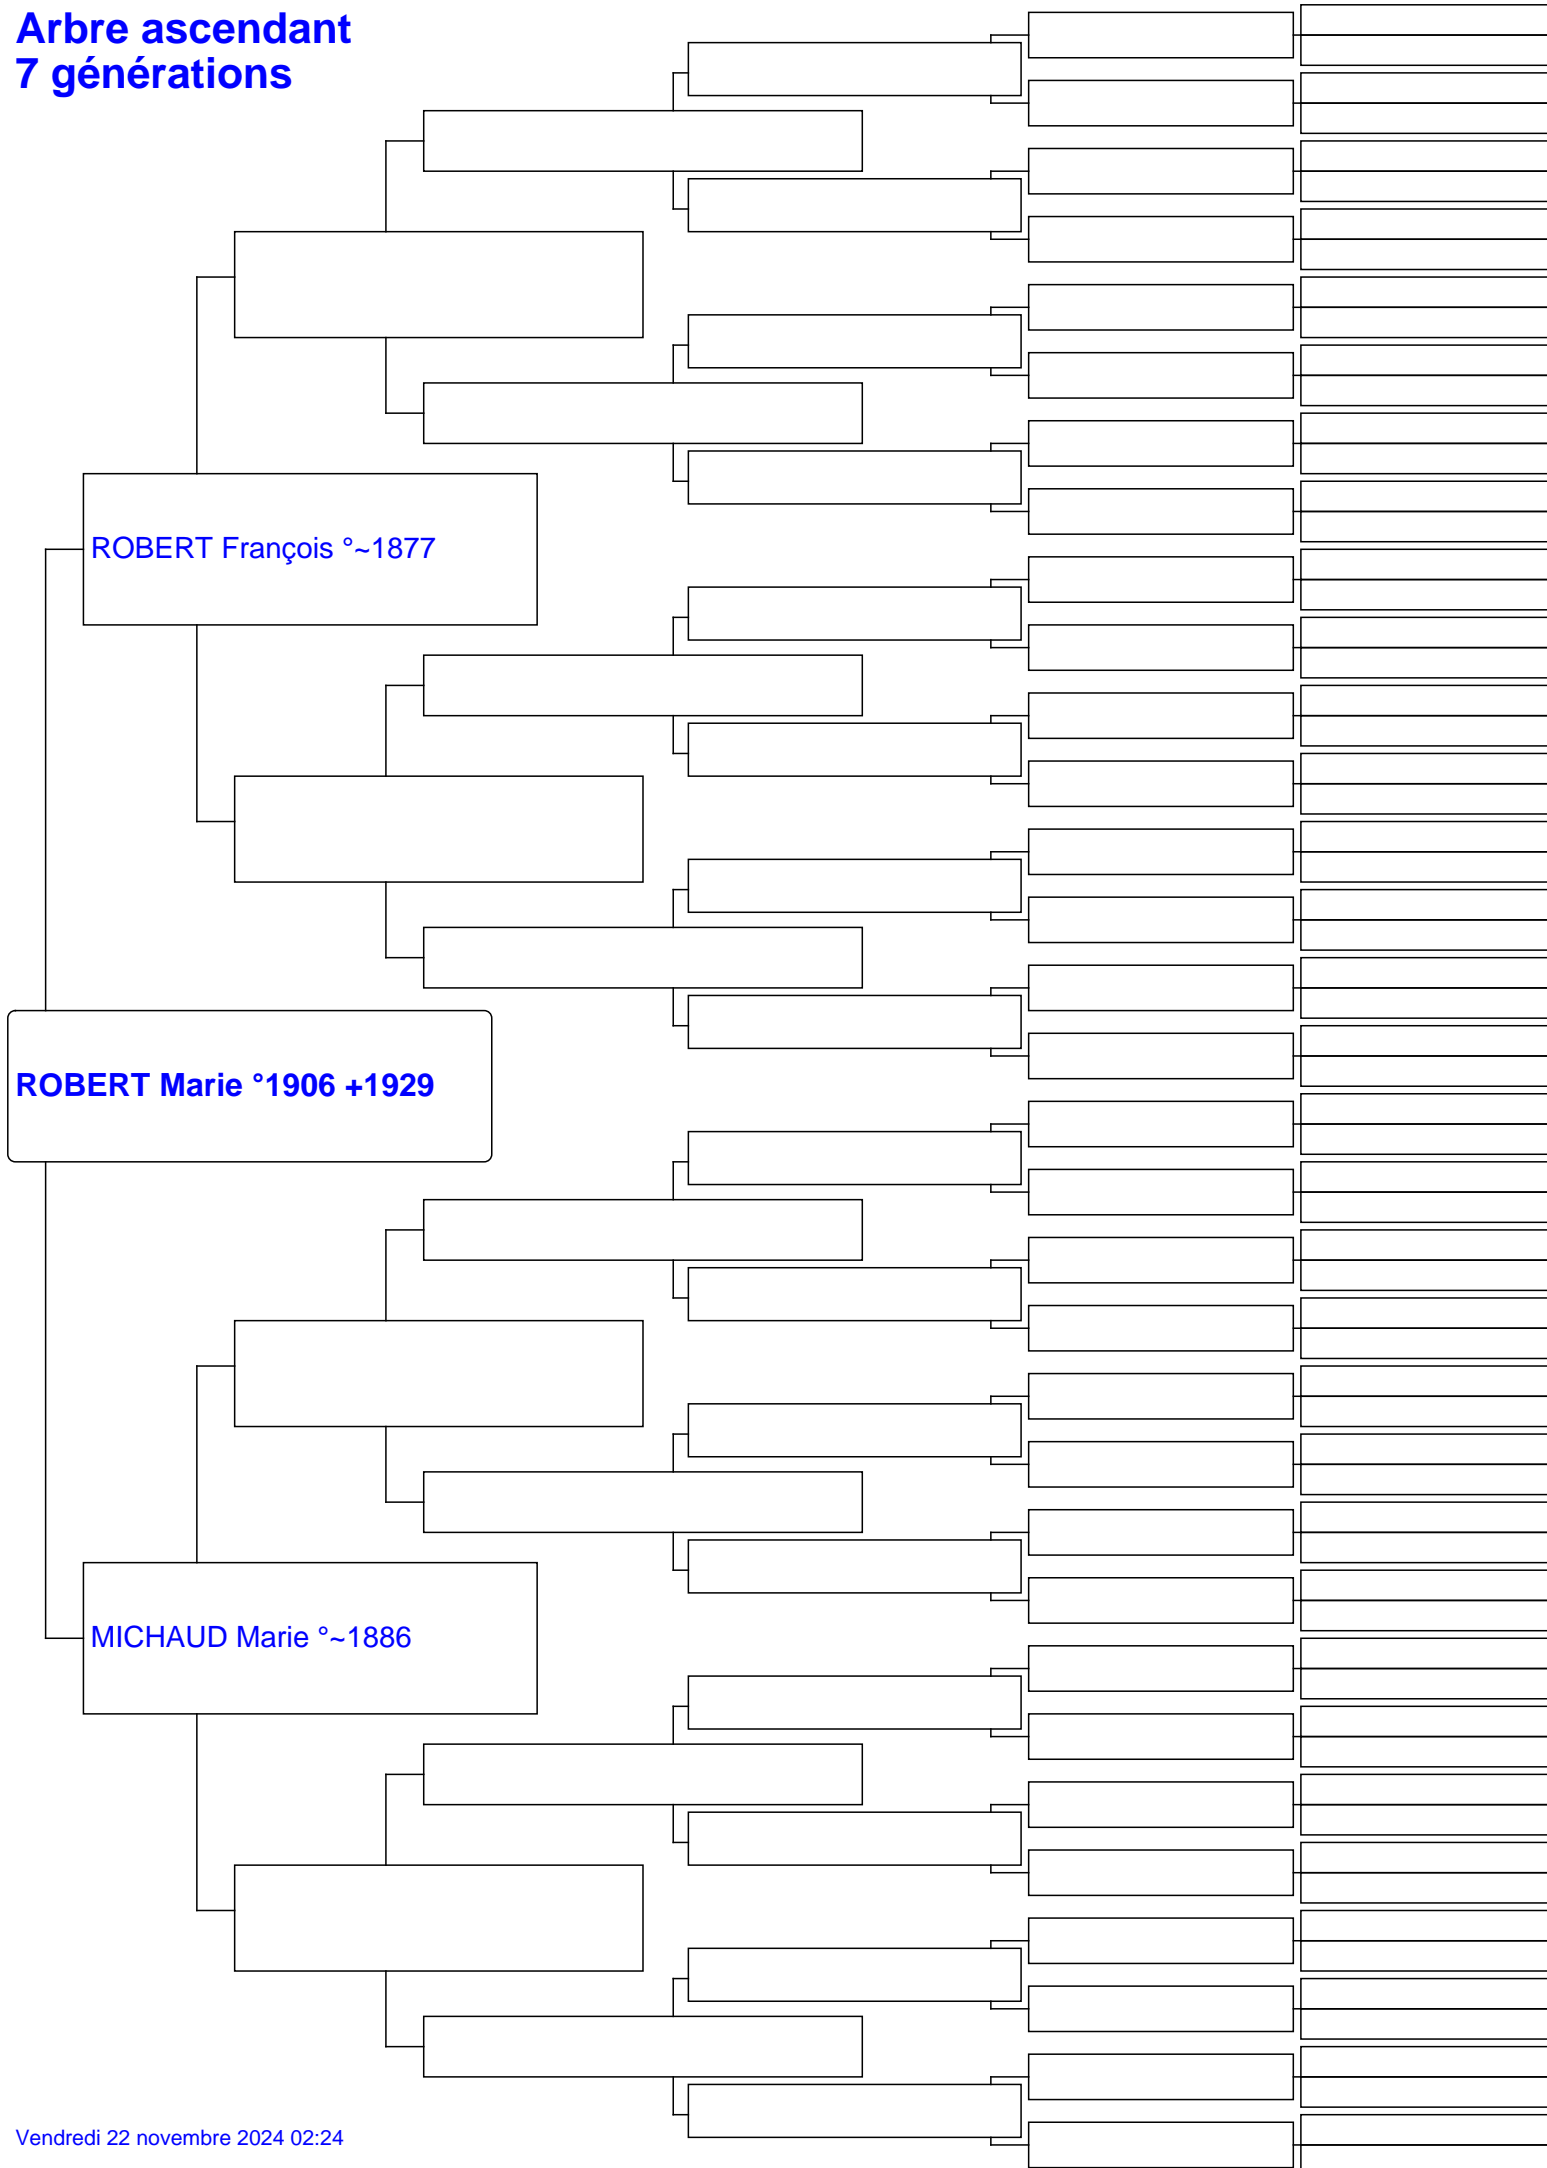 Arbre ascendant
7 générations
ROBERT François °~1877
ROBERT Marie °1906 +1929
MICHAUD Marie °~1886
Vendredi 22 novembre 2024 02:24